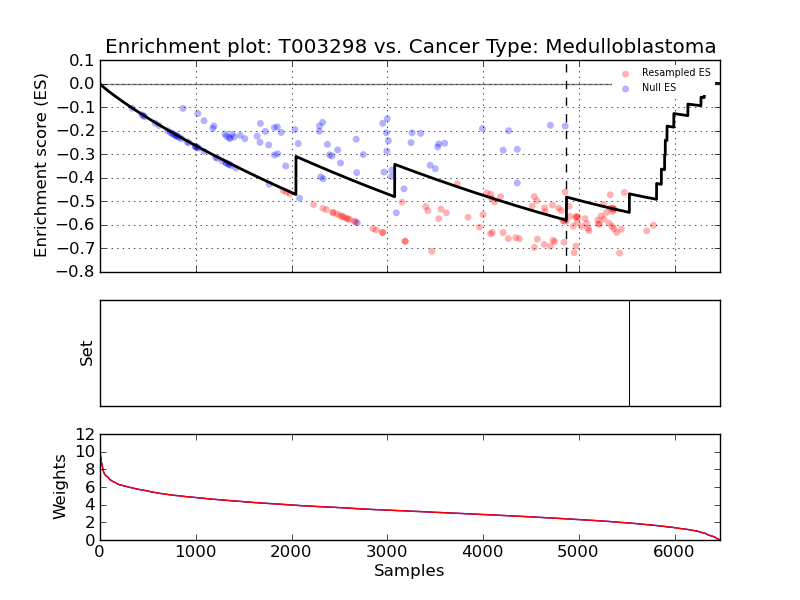 Enrichment plot: T003298 vs. Cancer Type: Medulloblastoma
Enrichment score (ES)
0.1
0.0
−0.1
−0.2
−0.3
−0.4
−0.5
−0.6
−0.7
−0.8
Resampled ES
Null ES
Set
Weights
12
10
8
6
4
2
0
0 1000 2000 3000 4000 5000 6000
Samples